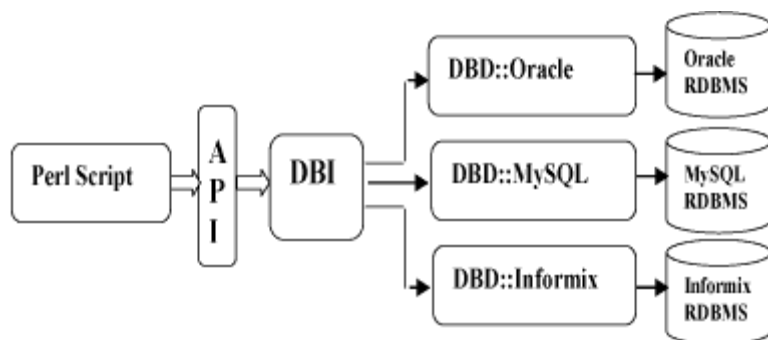 Perl Script
A
P
I
DBI
DBD::Oracle
Oracle
RDBMS
DBD::MySQL
MySQL
RDBMS
DBD::Informix
Informix
RDBMS